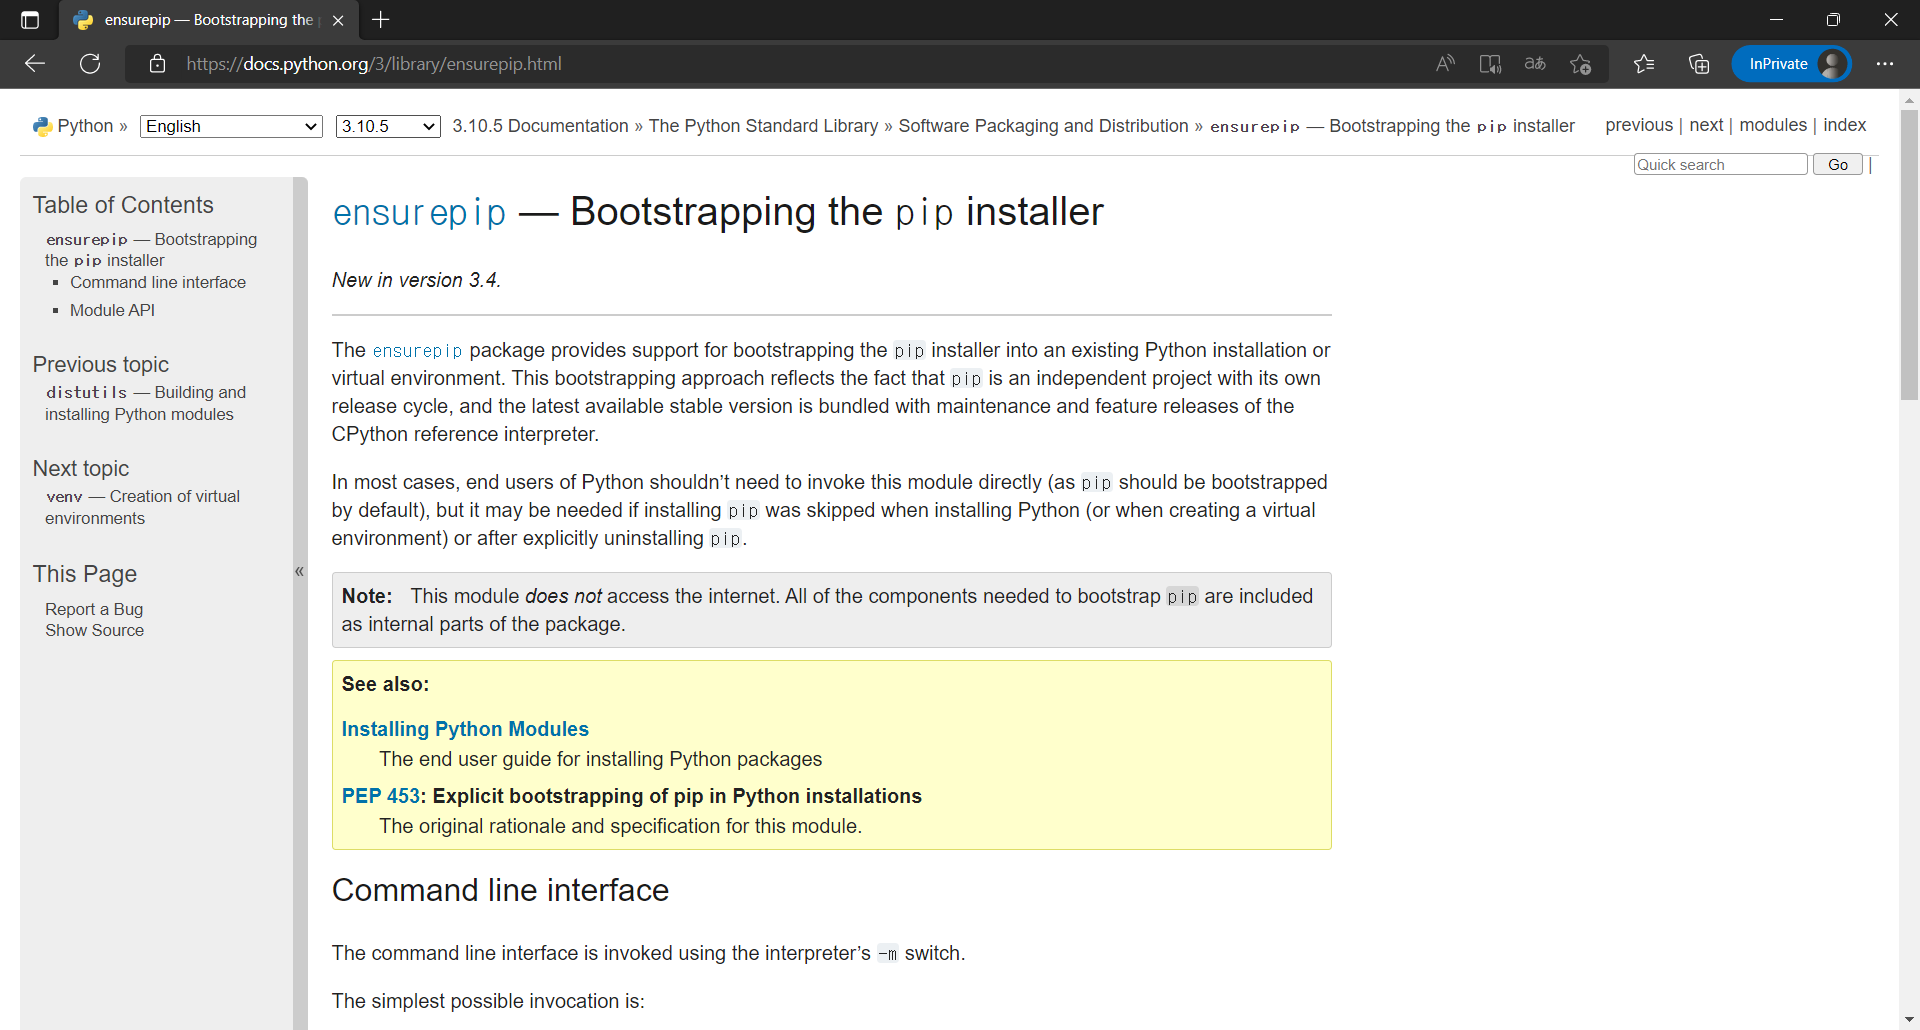 ensurepip — Bootstrapping the
https://docs.python.org/3/library/ensurepip.html
InPrivate
Python » English 3.10.5 3.10.5 Documentation » The Python Standard Library » Software Packaging and Distribution » ensurepip — Bootstrapping the pip installer previous | next | modules | index
Quick search Go |
Table of Contents
ensurepip — Bootstrapping
the pip installer
Command line interface
Module API
Previous topic
distutils — Building and
installing Python modules
Next topic
venv — Creation of virtual
environments
This Page
Report a Bug
Show Source
«
ensurepip — Bootstrapping the pip installer
New in version 3.4.
The ensurepip package provides support for bootstrapping the pip installer into an existing Python installation or
virtual environment. This bootstrapping approach reflects the fact that pip is an independent project with its own
release cycle, and the latest available stable version is bundled with maintenance and feature releases of the
CPython reference interpreter.
In most cases, end users of Python shouldn’t need to invoke this module directly (as pip should be bootstrapped
by default), but it may be needed if installing pip was skipped when installing Python (or when creating a virtual
environment) or after explicitly uninstalling pip.
Note: This module does not access the internet. All of the components needed to bootstrap pip are included
as internal parts of the package.
See also:
Installing Python Modules
The end user guide for installing Python packages
PEP 453: Explicit bootstrapping of pip in Python installations
The original rationale and specification for this module.
Command line interface
The command line interface is invoked using the interpreter’s -m switch.
The simplest possible invocation is: